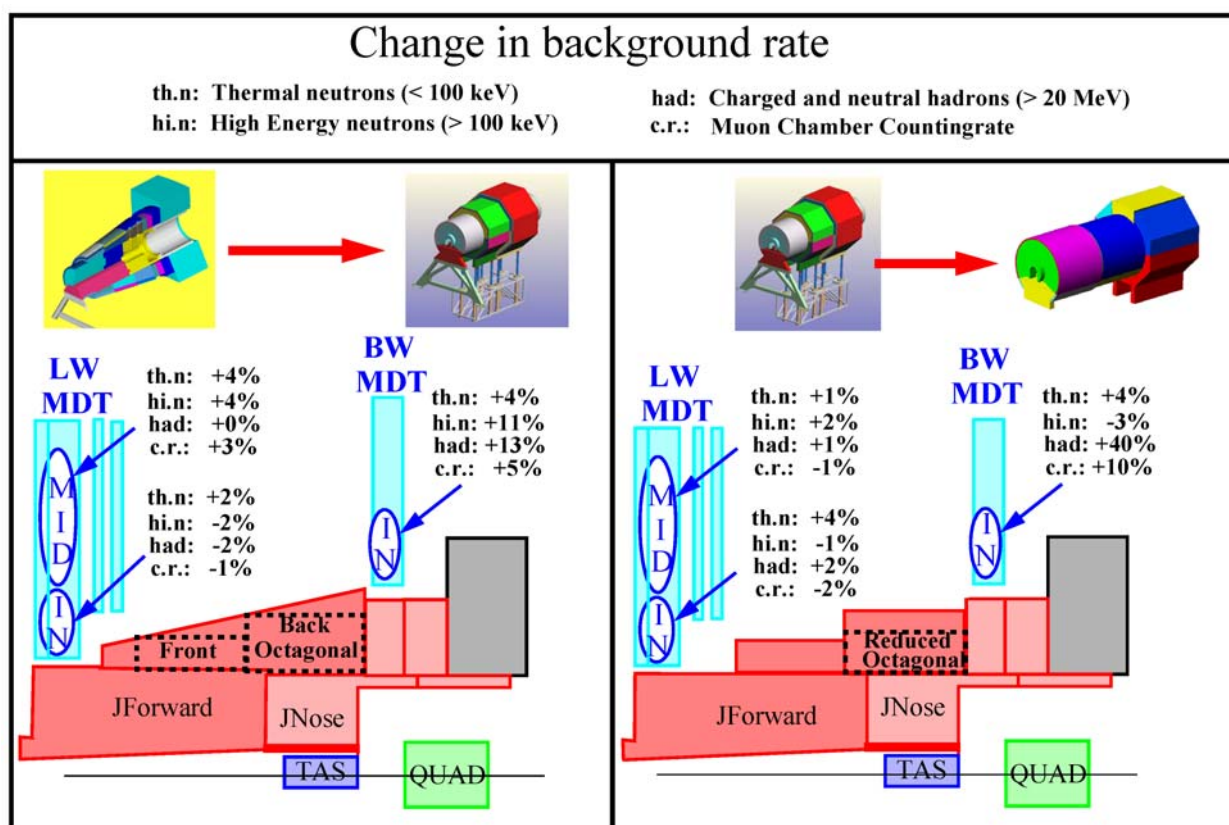 Change in background rate
th.n: Thermal neutrons (< 100 keV)
hi.n: High Energy neutrons (> 100 keV)
had: Charged and neutral hadrons (> 20 MeV)
c.r.: Muon Chamber Countingrate
LW
MDT
th.n: +4%
hi.n: +4%
had: +0%
c.r.: +3%
th.n: +2%
hi.n: -2%
had: -2%
c.r.: -1%
MID
IN
BW
MDT
th.n: +4%
hi.n: +11%
had: +13%
c.r.: +5%
IN
Front
Back
Octagonal
JForward
JNose
TAS
QUAD
LW
MDT
th.n: +1%
hi.n: +2%
had: +1%
c.r.: -1%
th.n: +4%
hi.n: -1%
had: +2%
c.r.: -2%
MID
IN
BW
MDT
th.n: +4%
hi.n: -3%
had: +40%
c.r.: +10%
IN
Reduced
Octagonal
JForward
JNose
TAS
QUAD